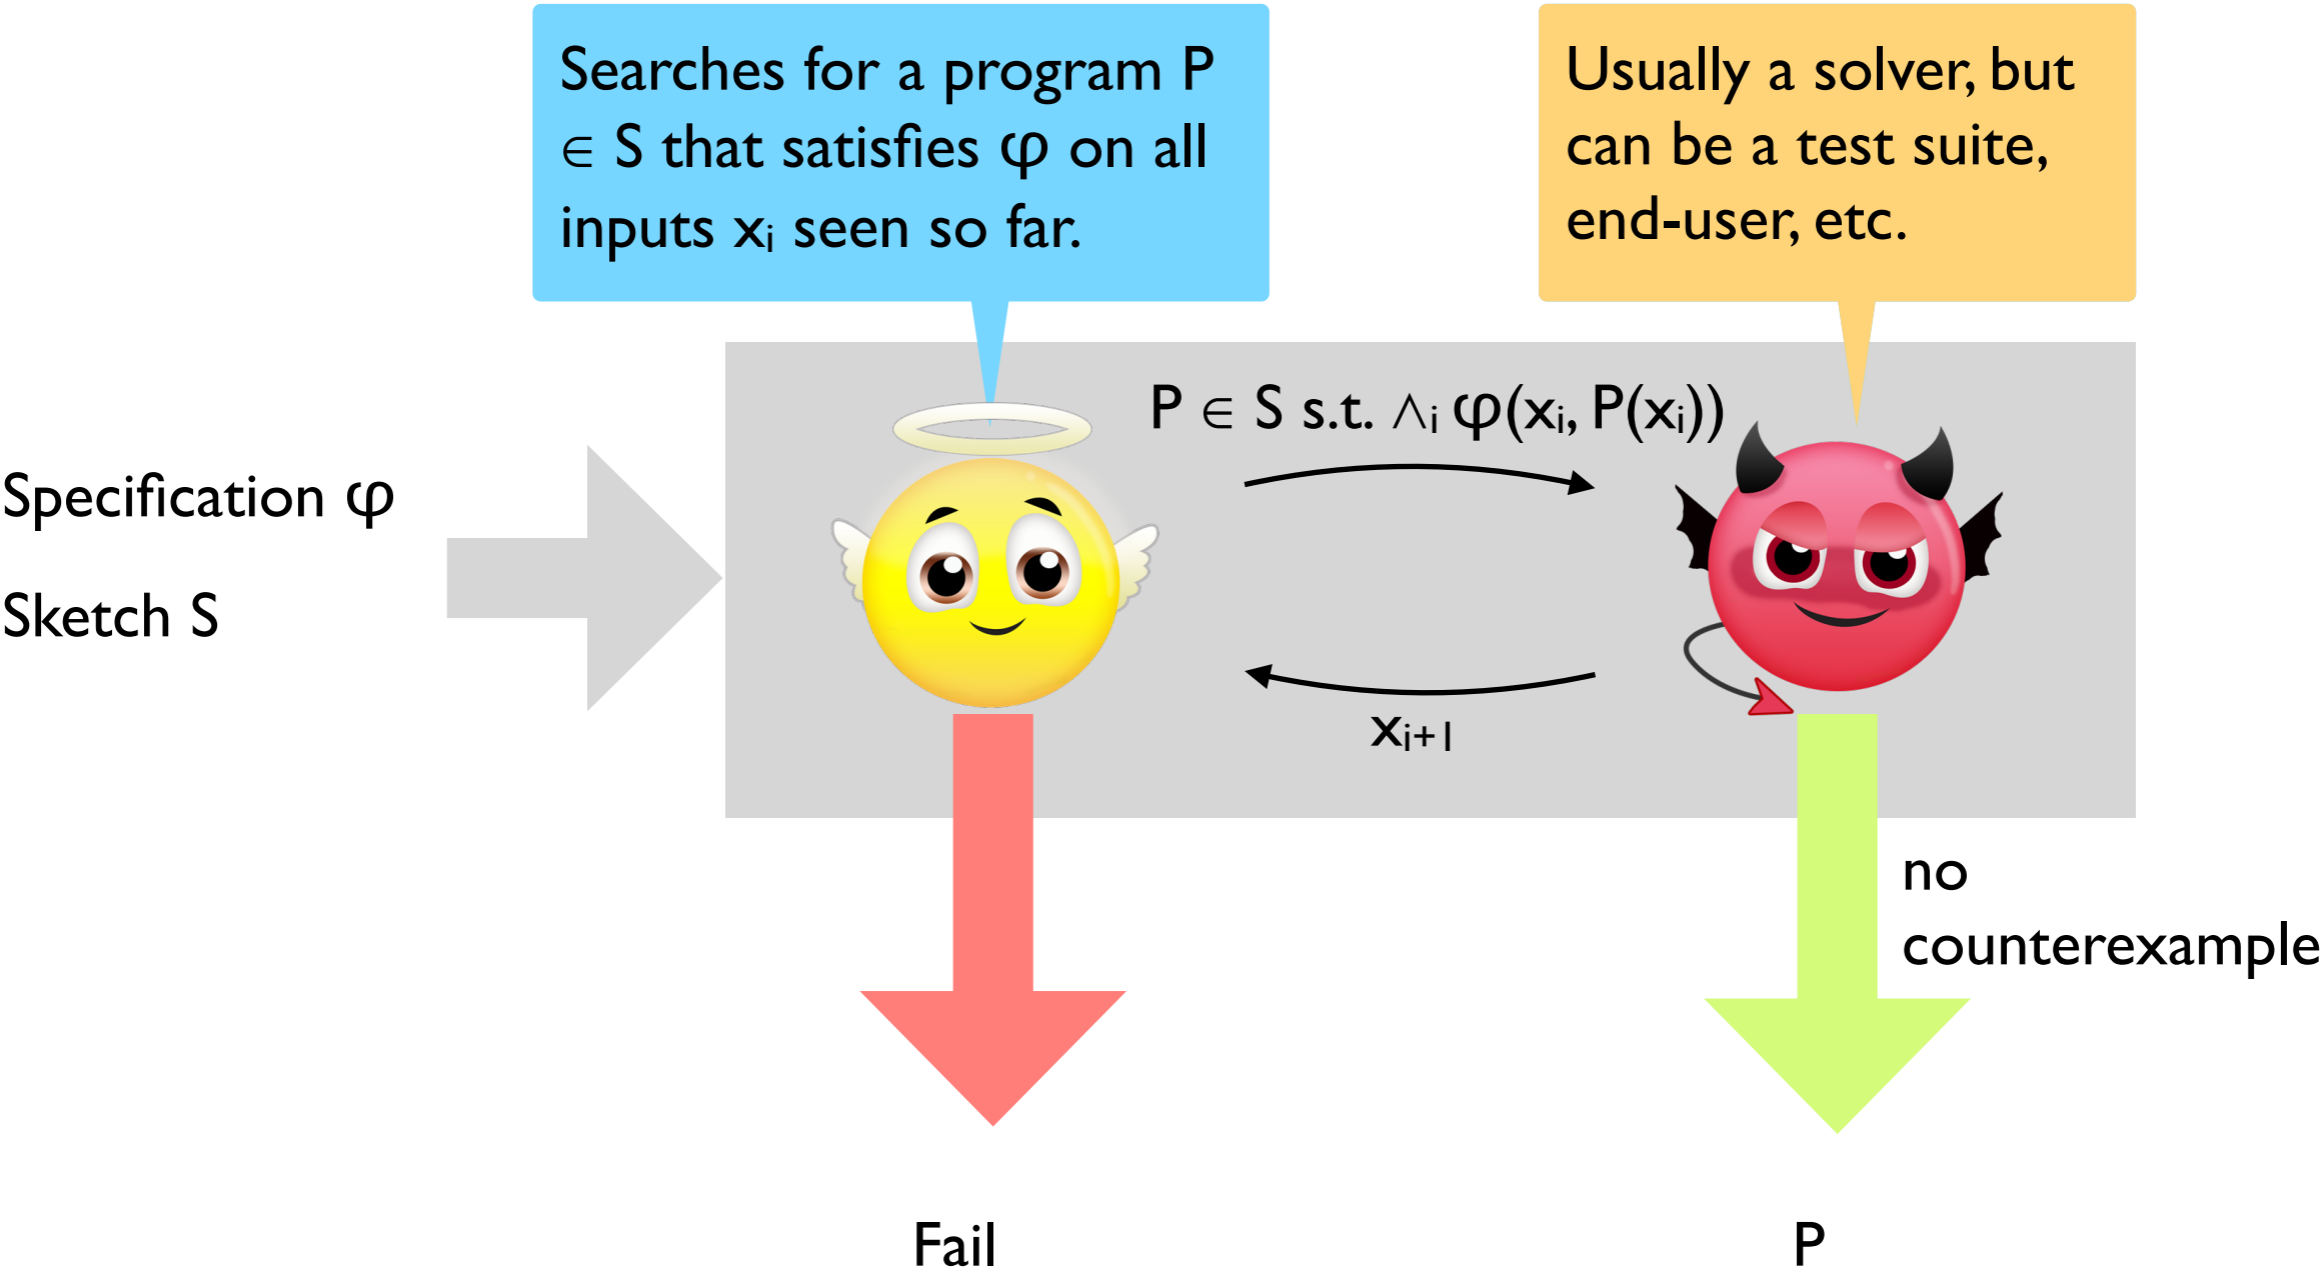 Searches for a program P
∈ S that satisfies φ on all
inputs xᵢ seen so far.
Usually a solver, but
can be a test suite,
end-user, etc.
P ∈ S s.t. ∧ᵢ φ(xᵢ, P(xᵢ))
Specification φ
Sketch S
xᵢ₊₁
no
counterexample
Fail
P